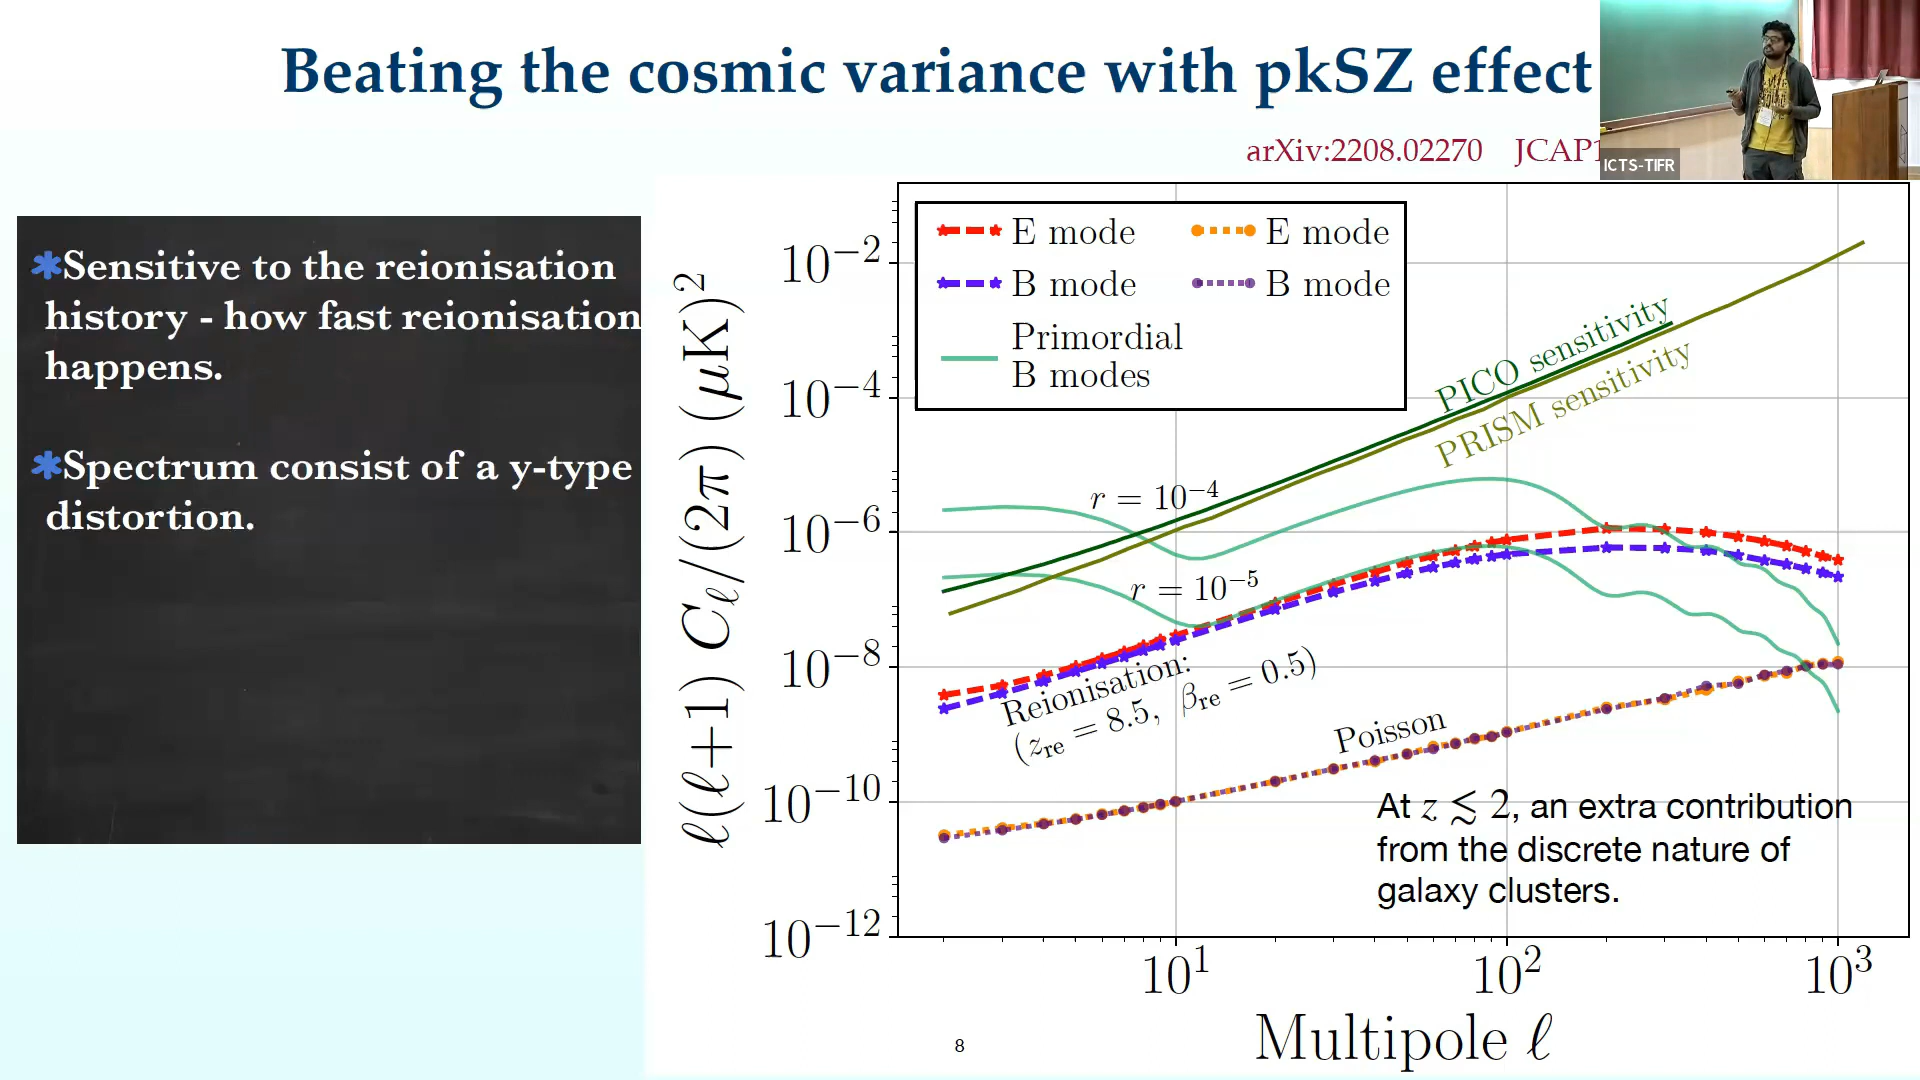 Beating the cosmic variance with pkSZ effect
arXiv:2208.02270 JCAP1
ICTS-TIFR
✱Sensitive to the reionisation
history - how fast reionisation
happens.
✱Spectrum consist of a y-type
distortion.
ℓ(ℓ+1) C_ℓ/(2π) (μK)²
10⁻²
10⁻⁴
10⁻⁶
10⁻⁸
10⁻¹⁰
10⁻¹²
E mode E mode
B mode B mode
Primordial
B modes
PICO sensitivity
PRISM sensitivity
r = 10⁻⁴
r = 10⁻⁵
Reionisation:
(z_re = 8.5, β_re = 0.5)
Poisson
At z ≲ 2, an extra contribution
from the discrete nature of
galaxy clusters.
10¹ 10² 10³
Multipole ℓ
8